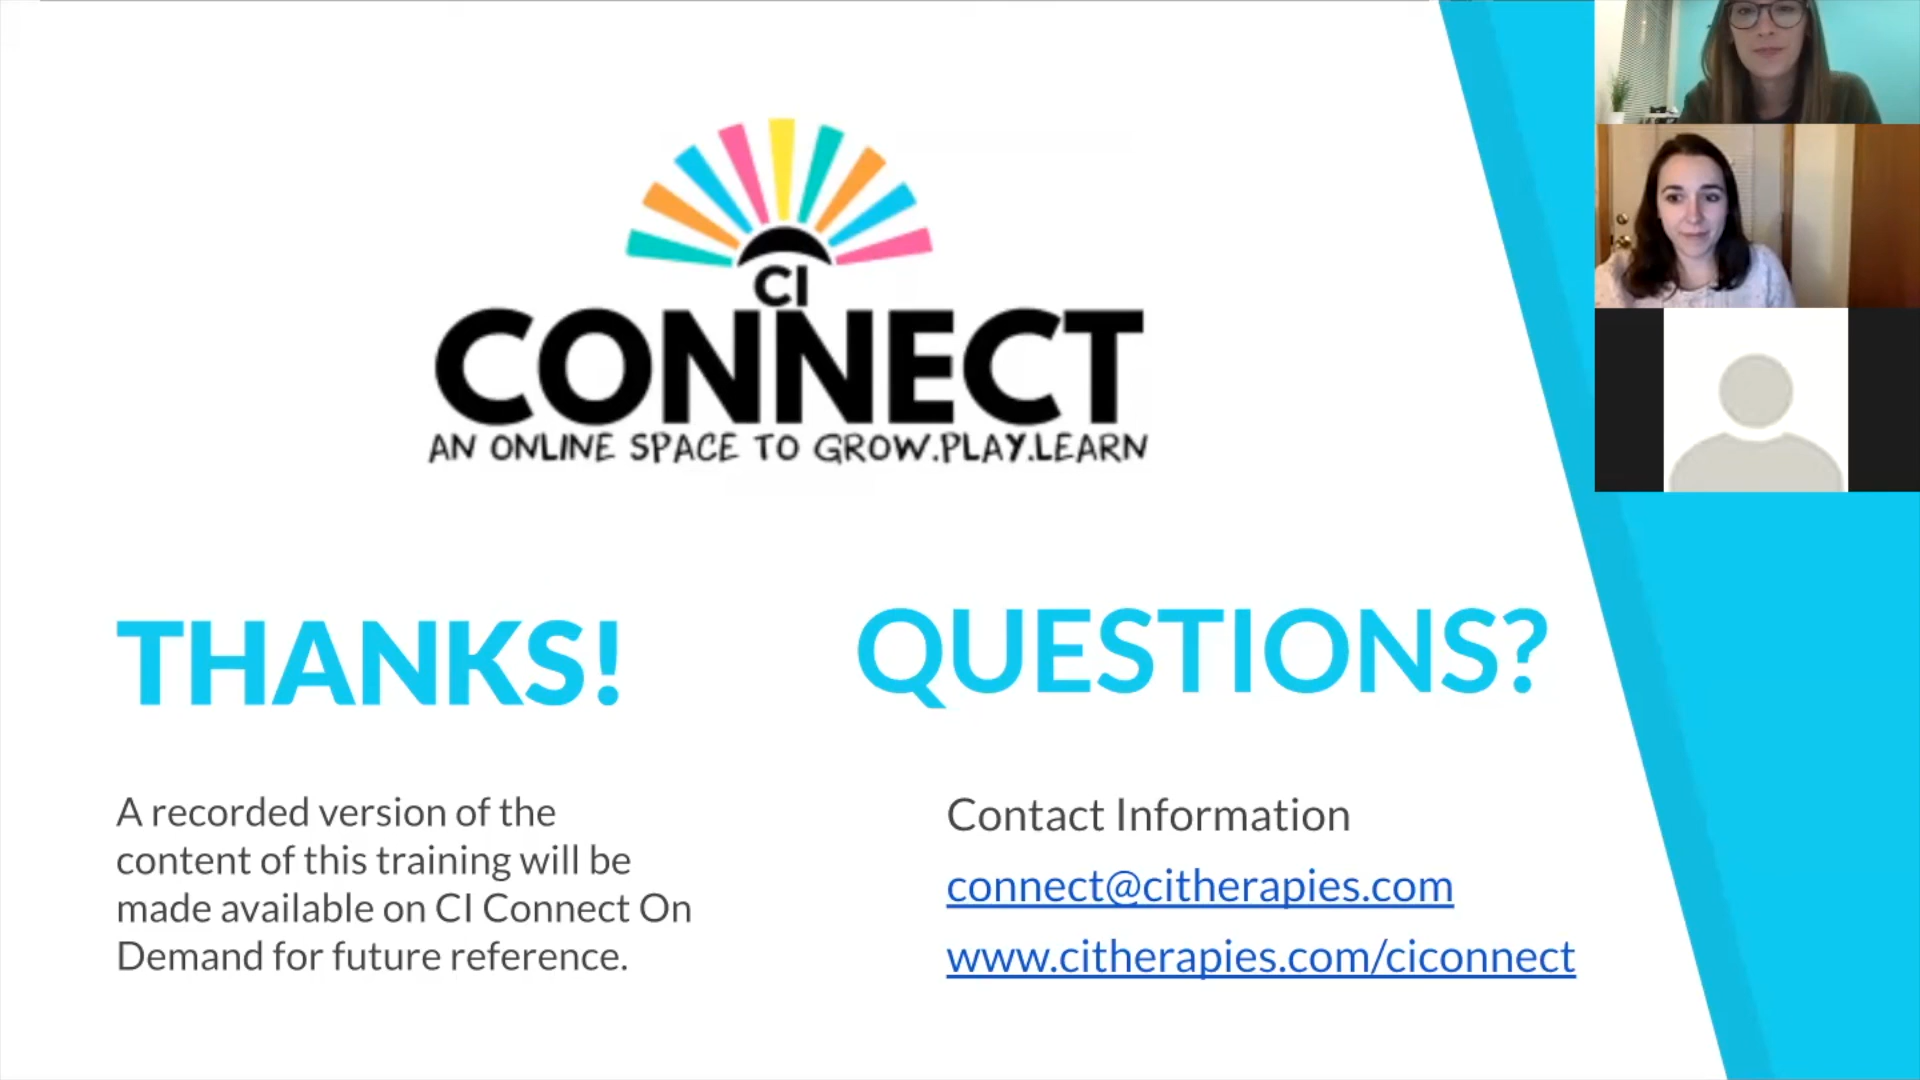 CI
CONNECT
AN ONLINE SPACE TO GROW.PLAY.LEARN
THANKS!
A recorded version of the
content of this training will be
made available on CI Connect On
Demand for future reference.
QUESTIONS?
Contact Information
connect@citherapies.com
www.citherapies.com/ciconnect